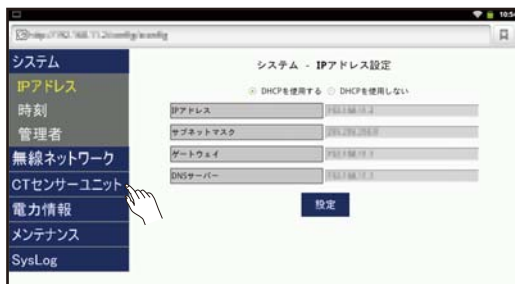 10:54
システム
IPアドレス
時刻
管理者
無線ネットワーク
CTセンサーユニット
電力情報
メンテナンス
SysLog
システム - IPアドレス設定
DHCPを使用する DHCPを使用しない
IPアドレス
サブネットマスク
ゲートウェイ
DNSサーバー
設定